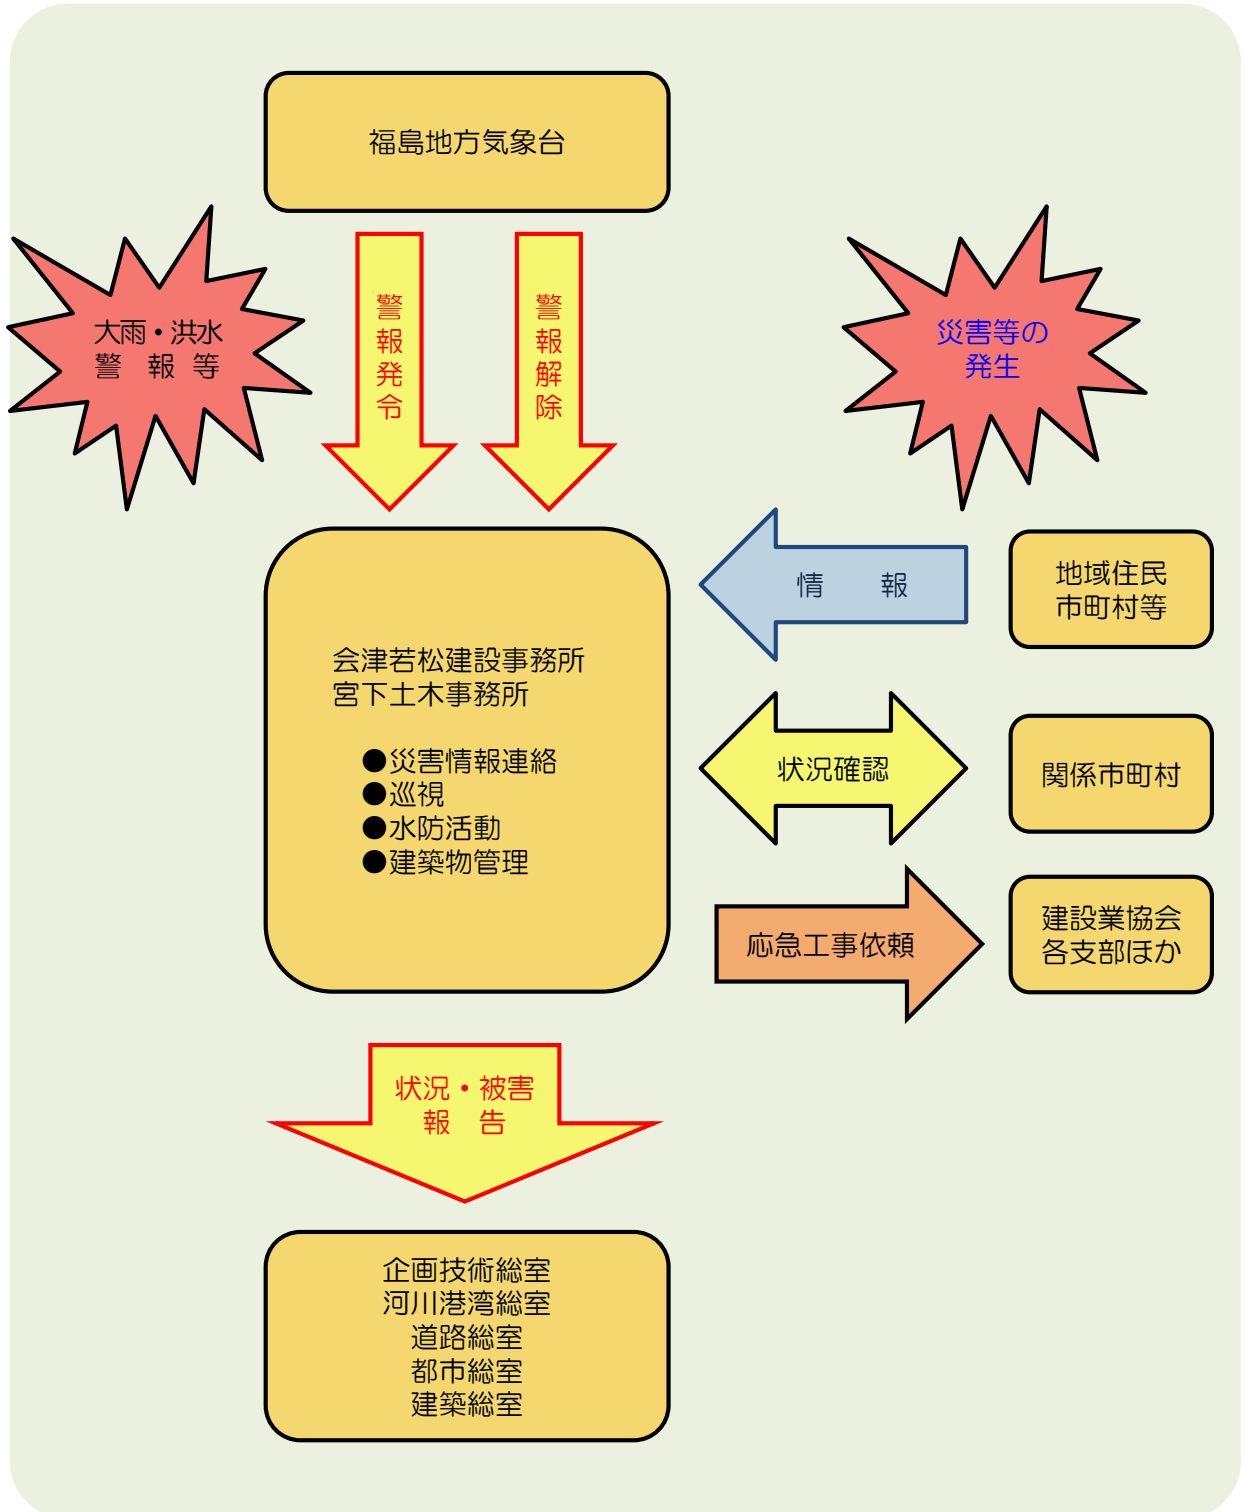 福島地方気象台
大雨・洪水
警　報 等
警報発令
警報解除
災害等の
発生
会津若松建設事務所
宮下土木事務所
●災害情報連絡
●巡視
●水防活動
●建築物管理
情　　報
地域住民
市町村等
状況確認
関係市町村
応急工事依頼
建設業協会
各支部ほか
状況・被害
報　告
企画技術総室
河川港湾総室
道路総室
都市総室
建築総室